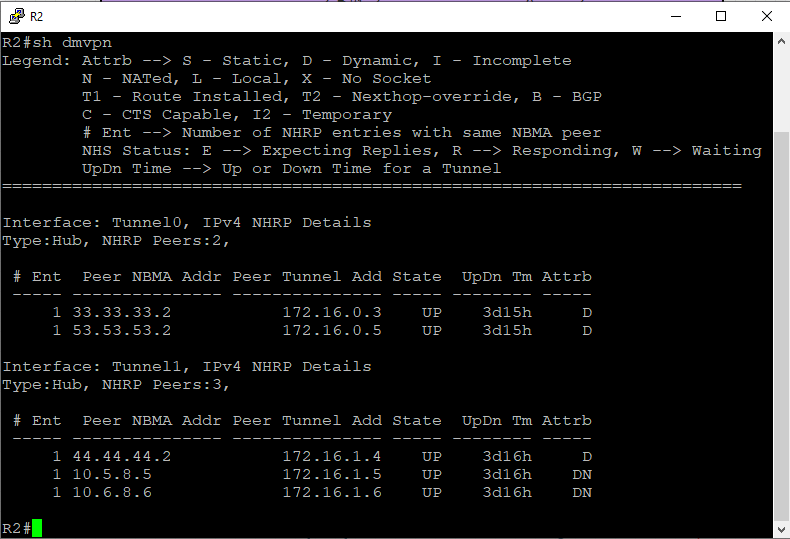 R2
R2#sh dmvpn
Legend: Attrb --> S - Static, D - Dynamic, I - Incomplete
        N - NATed, L - Local, X - No Socket
        T1 - Route Installed, T2 - Nexthop-override, B - BGP
        C - CTS Capable, I2 - Temporary
        # Ent --> Number of NHRP entries with same NBMA peer
        NHS Status: E --> Expecting Replies, R --> Responding, W --> Waiting
        UpDn Time --> Up or Down Time for a Tunnel
==========================================================================
Interface: Tunnel0, IPv4 NHRP Details
Type:Hub, NHRP Peers:2,
 # Ent  Peer NBMA Addr Peer Tunnel Add State  UpDn Tm Attrb
 ----- --------------- --------------- ----- -------- -----
     1 33.33.33.2           172.16.0.3    UP    3d15h     D
     1 53.53.53.2           172.16.0.5    UP    3d15h     D
Interface: Tunnel1, IPv4 NHRP Details
Type:Hub, NHRP Peers:3,
 # Ent  Peer NBMA Addr Peer Tunnel Add State  UpDn Tm Attrb
 ----- --------------- --------------- ----- -------- -----
     1 44.44.44.2           172.16.1.4    UP    3d16h     D
     1 10.5.8.5             172.16.1.5    UP    3d16h    DN
     1 10.6.8.6             172.16.1.6    UP    3d16h    DN
R2#